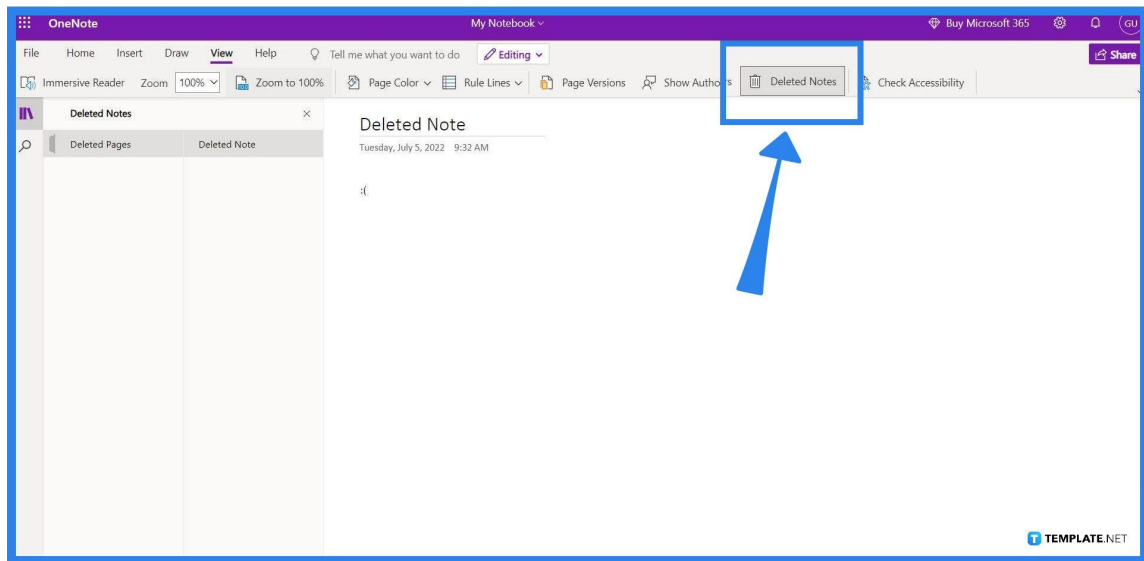 OneNote
My Notebook
Buy Microsoft 365
GU
File Home Insert Draw View Help Tell me what you want to do Editing
Share
Immersive Reader Zoom 100% Zoom to 100% Page Color Rule Lines Page Versions Show Authors Deleted Notes Check Accessibility
Deleted Notes
Deleted Pages Deleted Note
Deleted Note
Tuesday, July 5, 2022 9:32 AM
:(
T TEMPLATE.NET